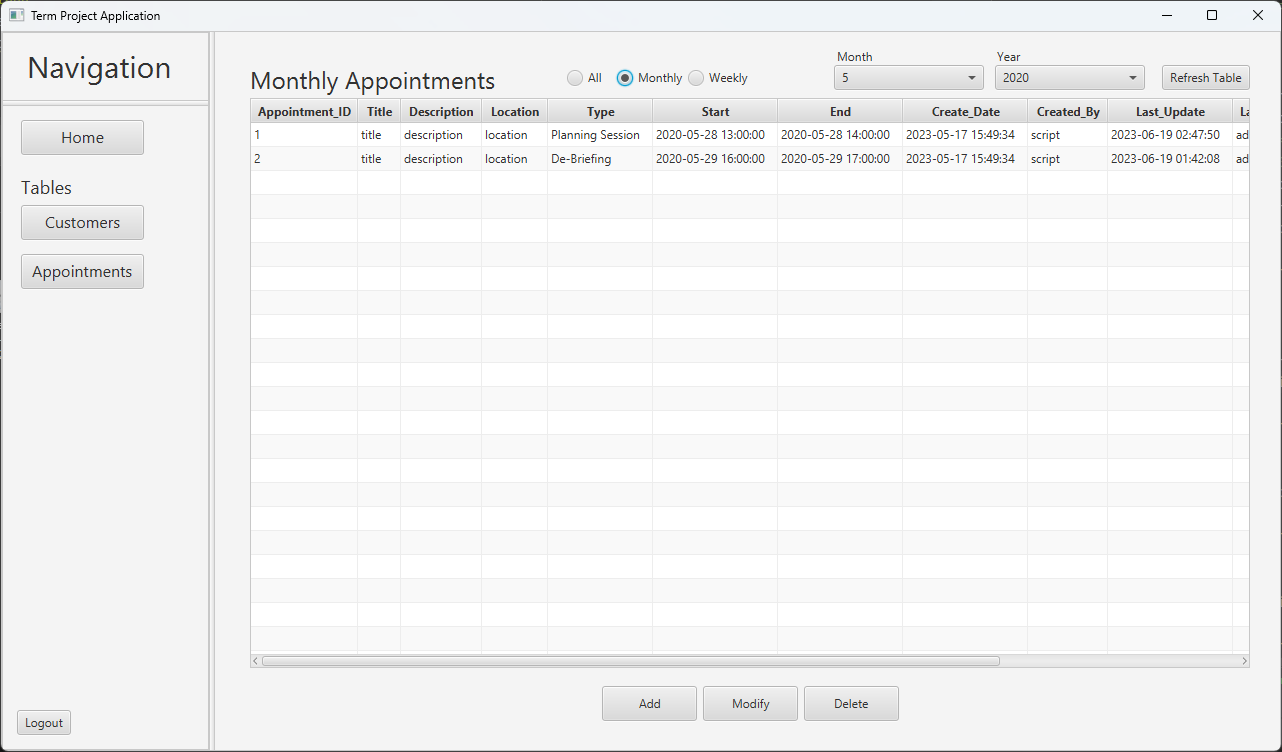 Term Project Application
Navigation
Home
Tables
Customers
Appointments
Logout
Monthly Appointments
All Monthly Weekly
Month Year
5 2020 Refresh Table
Appointment_ID Title Description Location Type Start End Create_Date Created_By Last_Update La
1 title description location Planning Session 2020-05-28 13:00:00 2020-05-28 14:00:00 2023-05-17 15:49:34 script 2023-06-19 02:47:50 ad
2 title description location De-Briefing 2020-05-29 16:00:00 2020-05-29 17:00:00 2023-05-17 15:49:34 script 2023-06-19 01:42:08 ad
Add Modify Delete